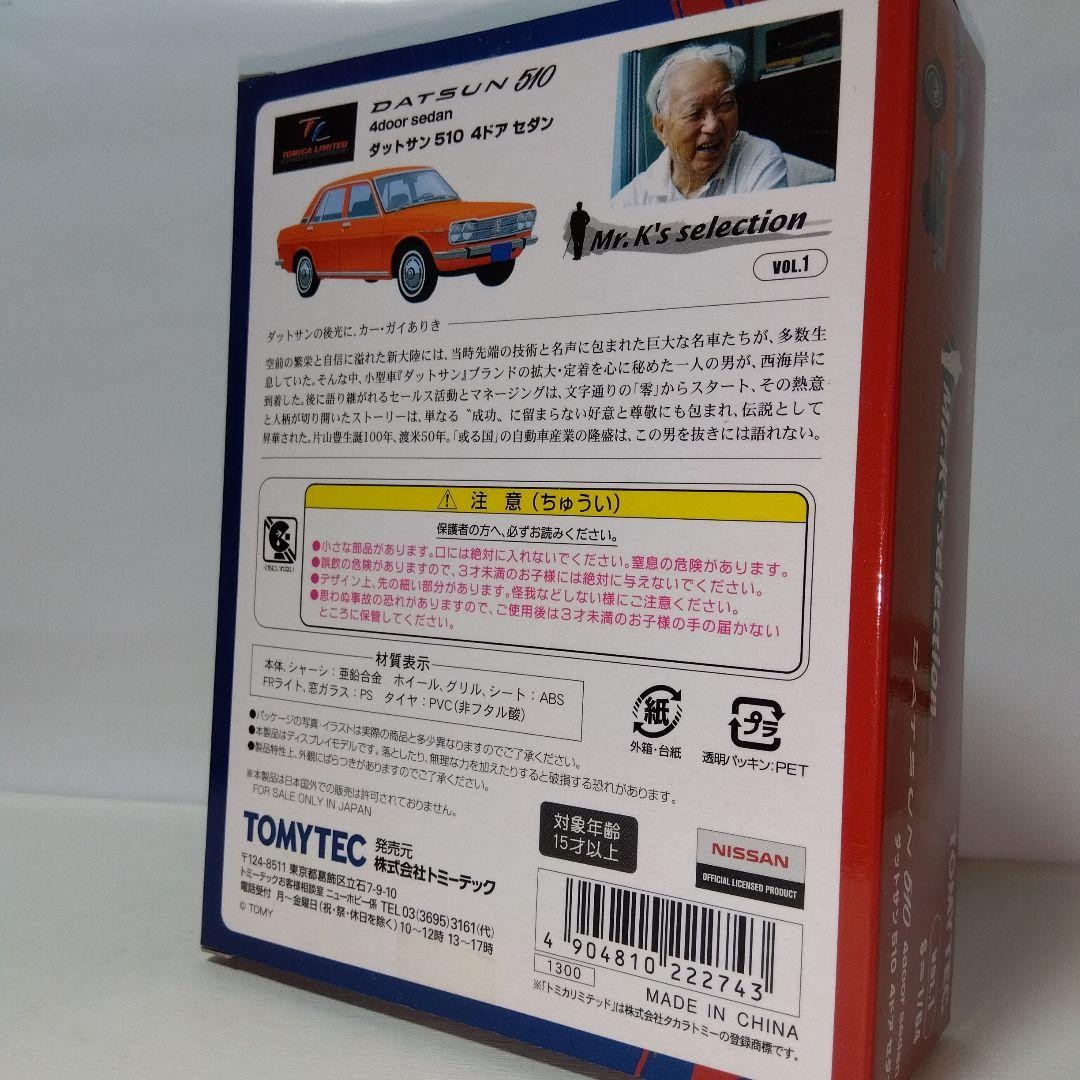 TC
TOMICA LIMITED
DATSUN 510
4door sedan
ダットサン 510 4ドア セダン
Mr. K's selection
VOL.1
ダットサンの後光に、カー・ガイありき
空前の繁栄と自信に溢れた新大陸には、当時先端の技術と名声に包まれた巨大な名車たちが、多数生
息していた。そんな中、小型車『ダットサン』ブランドの拡大・定着を心に秘めた一人の男が、西海岸に
到着した。後に語り継がれるセールス活動とマネージングは、文字通りの「零」からスタート、その熱意
と人柄が切り開いたストーリーは、単なる〝成功〟に留まらない好意と尊敬にも包まれ、伝説として
昇華された。片山豊生誕100年、渡米50年。「或る国」の自動車産業の隆盛は、この男を抜きには語れない。
⚠ 注意(ちゅうい)
保護者の方へ、必ずお読みください。
くちにいれない
●小さな部品があります。口には絶対に入れないでください。窒息の危険があります。
●誤飲の危険がありますので、3才未満のお子様には絶対に与えないでください。
●デザイン上、先の細い部分があります。怪我などしない様にご注意ください。
●思わぬ事故の恐れがありますので、ご使用後は3才未満のお子様の手の届かない
ところに保管してください。
材質表示
本体、シャーシ:亜鉛合金 ホイール、グリル、シート:ABS
FRライト、窓ガラス:PS タイヤ:PVC(非フタル酸)
紙
外箱・台紙
プラ
透明パッキン:PET
●パッケージの写真・イラストは実際の商品と多少異なりますのでご了承ください。
●本製品はディスプレイモデルです。落としたり、無理な力を加えたりすると破損する恐れがあります。
●製品特性上、外観にばらつきがありますのでご了承ください。
※本製品は日本国外での販売は許可されておりません。
FOR SALE ONLY IN JAPAN
TOMYTEC 発売元 株式会社トミーテック
〒124-8511 東京都葛飾区立石7-9-10
トミーテックお客様相談室 ニューホビー係 TEL 03(3695)3161(代)
電話受付 月〜金曜日(祝・祭・休日を除く)10〜12時 13〜17時
© TOMY
対象年齢
15才以上
NISSAN
OFFICIAL LICENSED PRODUCT
4 904810 222743
1300
MADE IN CHINA
※「トミカリミテッド」は株式会社タカラトミーの登録商標です。
Mr.K's selection
DATSUN 510 4door sedan
ダットサン 510 4ドア セダ
TOMYTEC
Vol.1
S=1/64